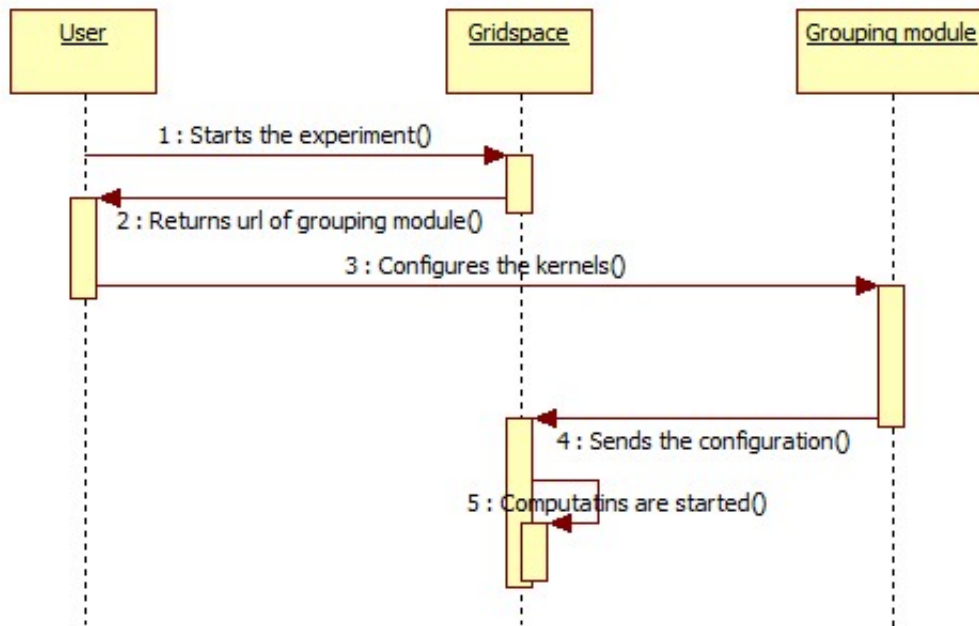 User
Gridspace
Grouping module
1 : Starts the experiment()
2 : Returns url of grouping module()
3 : Configures the kernels()
4 : Sends the configuration()
5 : Computatins are started()